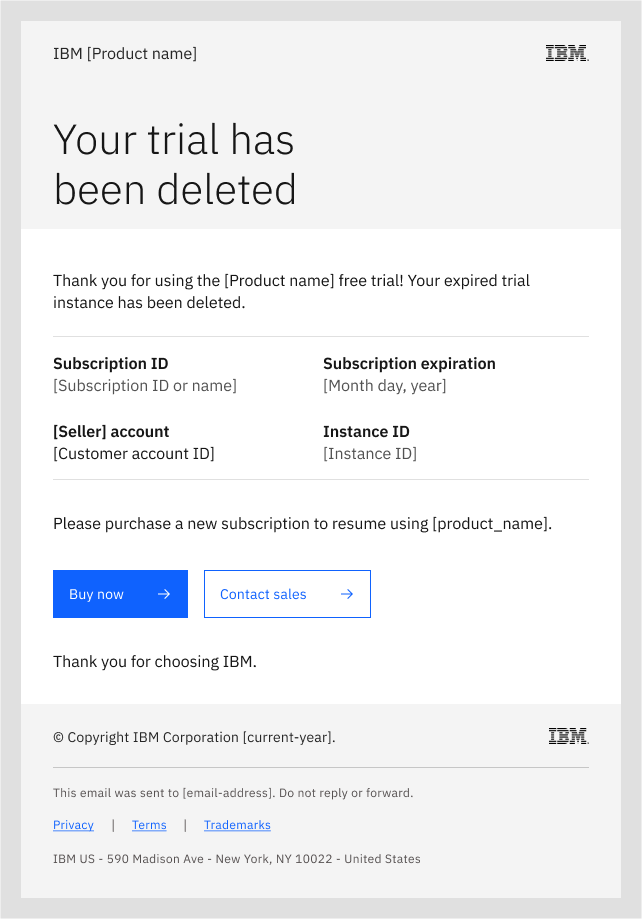 IBM [Product name]
IBM
Your trial has
been deleted
Thank you for using the [Product name] free trial! Your expired trial
instance has been deleted.
Subscription ID
[Subscription ID or name]
Subscription expiration
[Month day, year]
[Seller] account
[Customer account ID]
Instance ID
[Instance ID]
Please purchase a new subscription to resume using [product_name].
Buy now
Contact sales
Thank you for choosing IBM.
© Copyright IBM Corporation [current-year].
IBM
This email was sent to [email-address]. Do not reply or forward.
Privacy | Terms | Trademarks
IBM US - 590 Madison Ave - New York, NY 10022 - United States